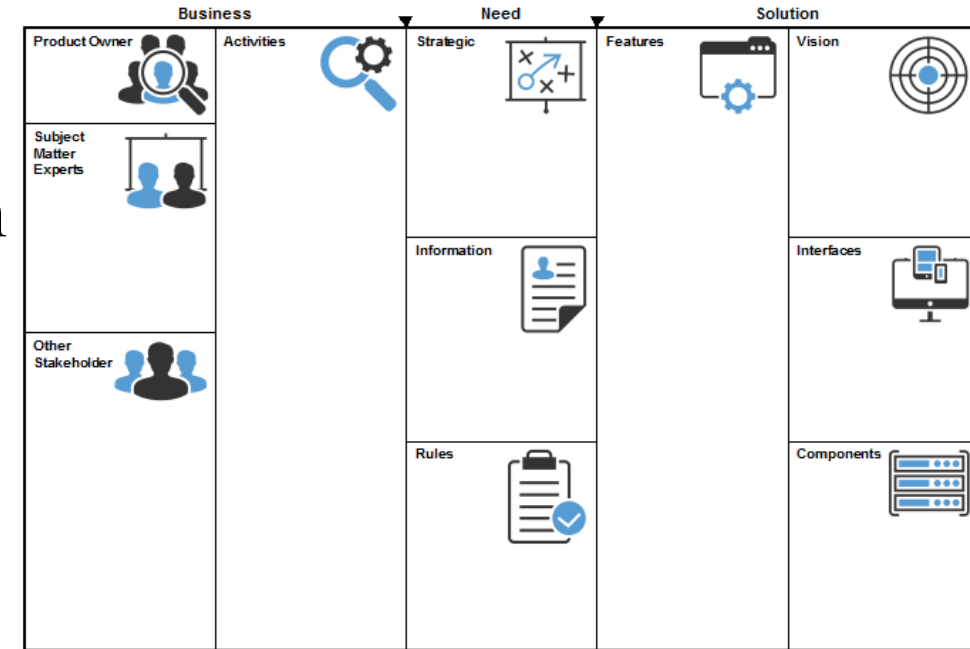 Business
Need
Solution
Product Owner
Subject
Matter
Experts
Other
Stakeholder
Activities
Strategic
Information
Rules
Features
Vision
Interfaces
Components